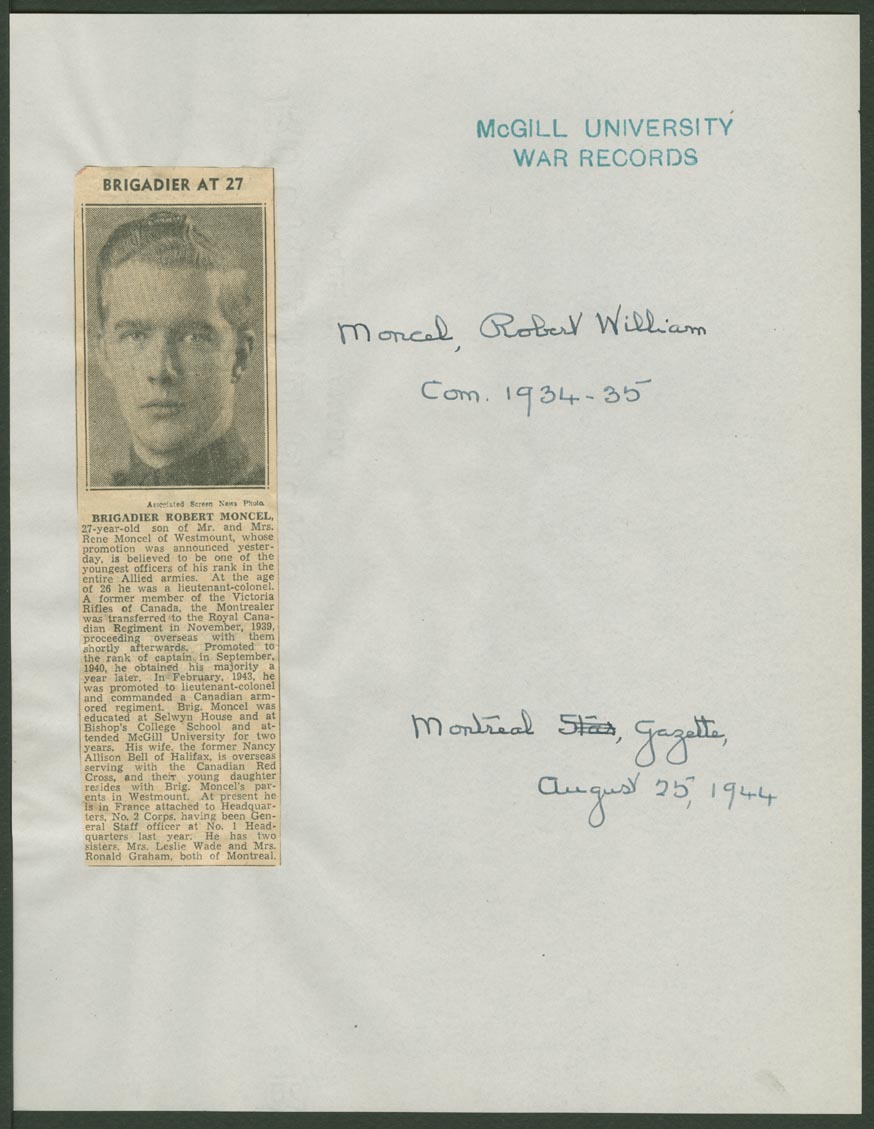 McGILL UNIVERSITY
WAR RECORDS
BRIGADIER AT 27
Associated Screen News Photo.
BRIGADIER ROBERT MONCEL,
27-year-old son of Mr. and Mrs.
Rene Moncel of Westmount, whose
promotion was announced yester-
day, is believed to be one of the
youngest officers of his rank in the
entire Allied armies. At the age
of 26 he was a lieutenant-colonel.
A former member of the Victoria
Rifles of Canada, the Montrealer
was transferred to the Royal Cana-
dian Regiment in November, 1939,
proceeding overseas with them
shortly afterwards. Promoted to
the rank of captain in September,
1940, he obtained his majority a
year later. In February, 1943, he
was promoted to lieutenant-colonel
and commanded a Canadian arm-
ored regiment. Brig. Moncel was
educated at Selwyn House and at
Bishop's College School and at-
tended McGill University for two
years. His wife, the former Nancy
Allison Bell of Halifax, is overseas
serving with the Canadian Red
Cross, and their young daughter
resides with Brig. Moncel's par-
ents in Westmount. At present he
is in France attached to Headquar-
ters, No. 2 Corps, having been Gen-
eral Staff officer at No. 1 Head-
quarters last year. He has two
sisters, Mrs. Leslie Wade and Mrs.
Ronald Graham, both of Montreal.
Moncel, Robert William
Com. 1934-35
Montreal Star, Gazette,
August 25, 1944